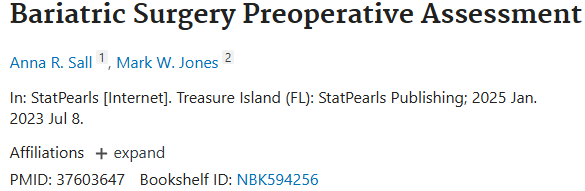 Bariatric Surgery Preoperative Assessment
Anna R. Sall 1, Mark W. Jones 2
In: StatPearls [Internet]. Treasure Island (FL): StatPearls Publishing; 2025 Jan.
2023 Jul 8.
Affiliations + expand
PMID: 37603647 Bookshelf ID: NBK594256